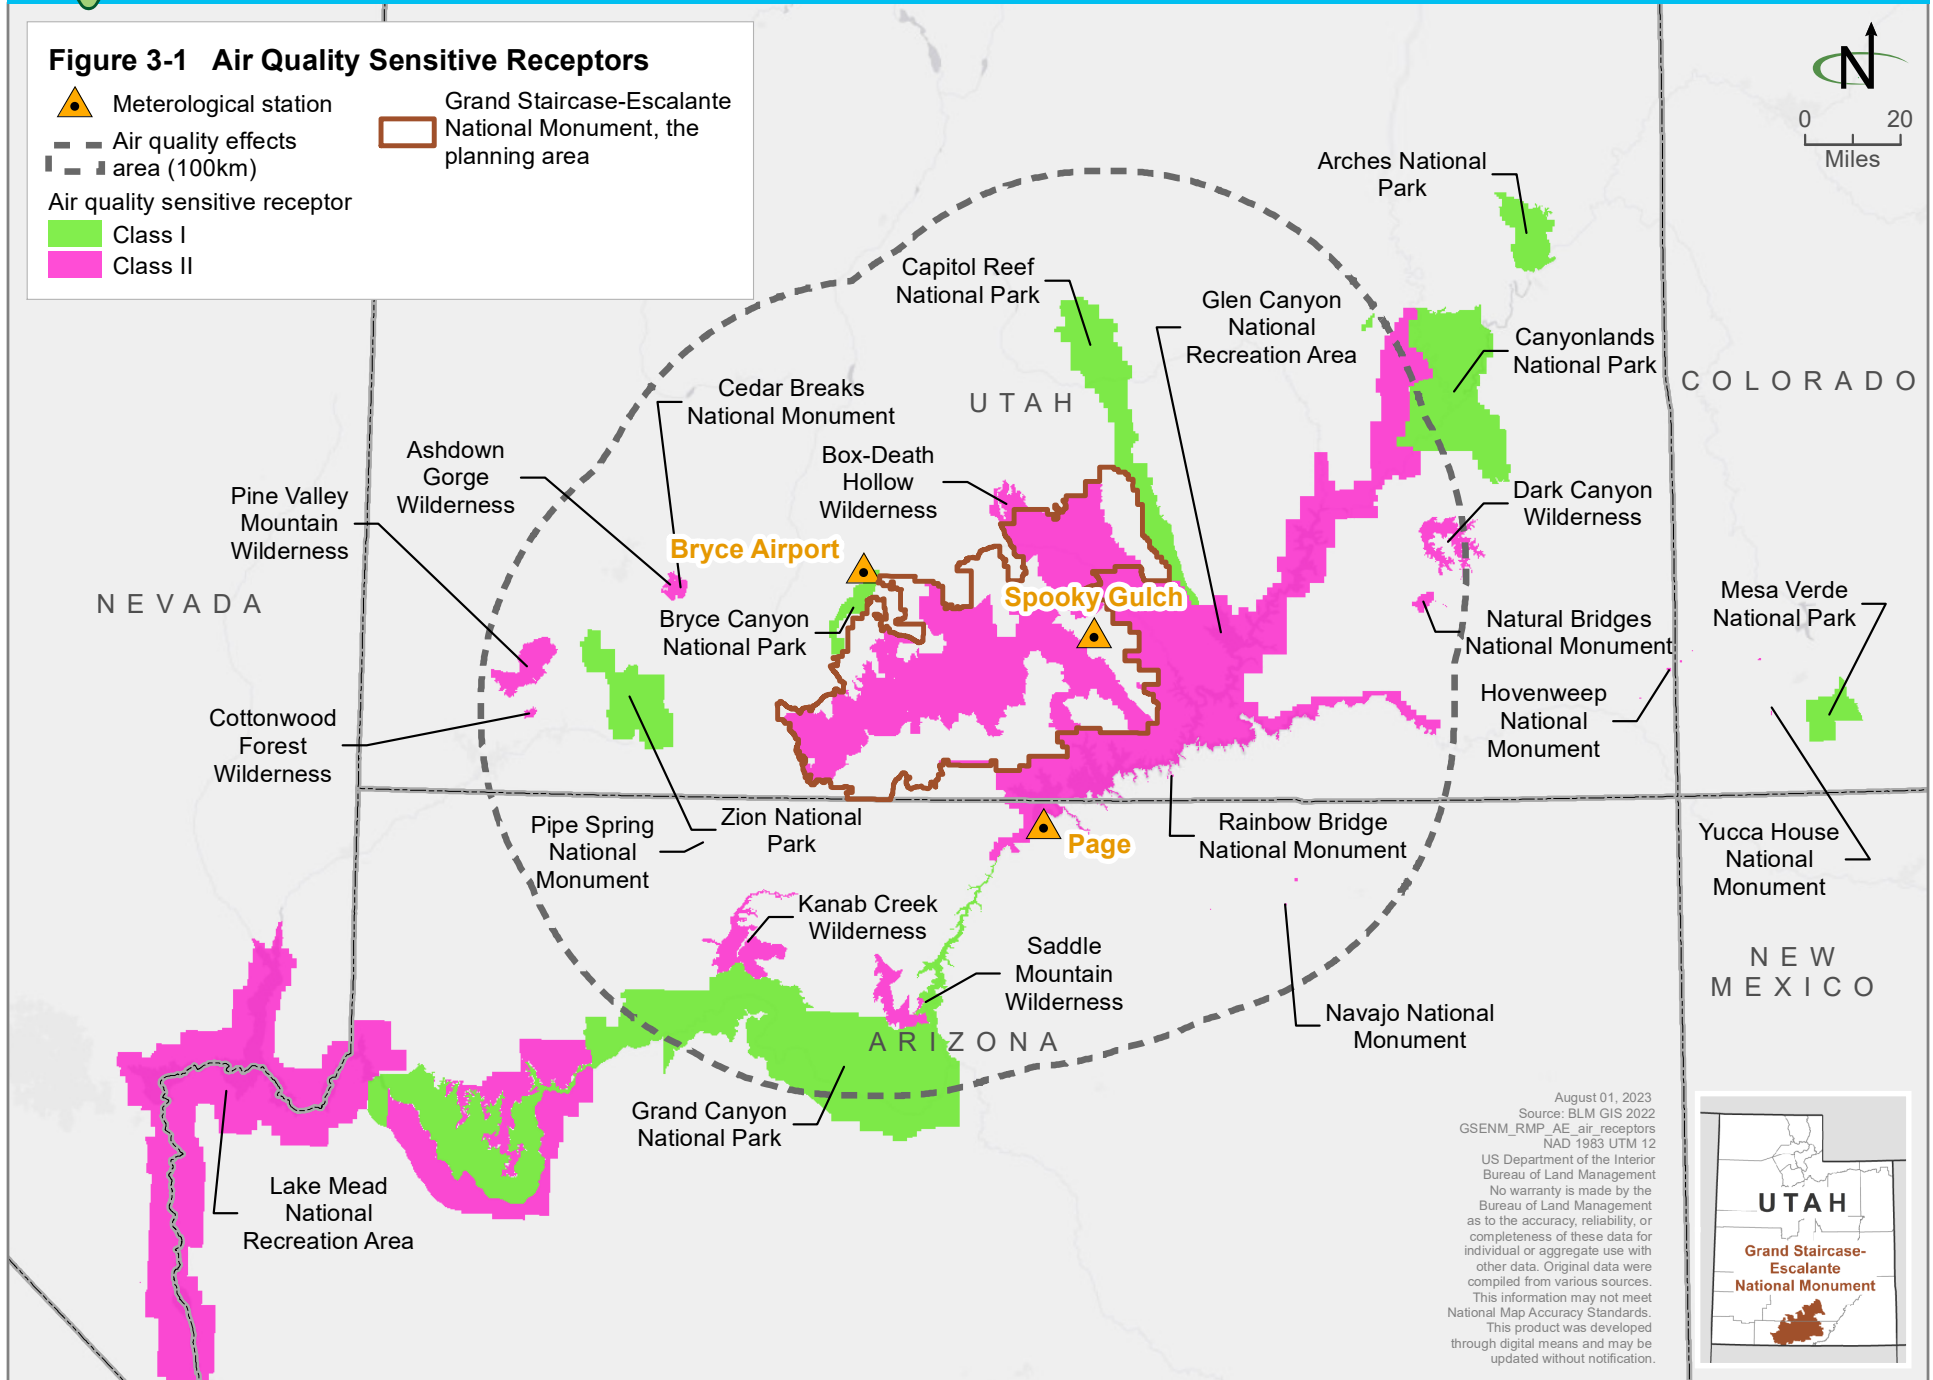 Figure 3-1 Air Quality Sensitive Receptors
Meterological station
Air quality effects
area (100km)
Grand Staircase-Escalante
National Monument, the
planning area
Air quality sensitive receptor
Class I
Class II
N
0 20
Miles
Arches National
Park
Capitol Reef
National Park
Glen Canyon
National
Recreation Area
Canyonlands
National Park
COLORADO
UTAH
Cedar Breaks
National Monument
Ashdown
Gorge
Wilderness
Box-Death
Hollow
Wilderness
Pine Valley
Mountain
Wilderness
Dark Canyon
Wilderness
Bryce Airport
Spooky Gulch
NEVADA
Bryce Canyon
National Park
Natural Bridges
National Monument
Mesa Verde
National Park
Hovenweep
National
Monument
Cottonwood
Forest
Wilderness
Zion National
Park
Pipe Spring
National
Monument
Page
Rainbow Bridge
National Monument
Yucca House
National
Monument
Kanab Creek
Wilderness
Saddle
Mountain
Wilderness
NEW
MEXICO
Navajo National
Monument
ARIZONA
Grand Canyon
National Park
Lake Mead
National
Recreation Area
August 01, 2023
Source: BLM GIS 2022
GSENM_RMP_AE_air_receptors
NAD 1983 UTM 12
US Department of the Interior
Bureau of Land Management
No warranty is made by the
Bureau of Land Management
as to the accuracy, reliability, or
completeness of these data for
individual or aggregate use with
other data. Original data were
compiled from various sources.
This information may not meet
National Map Accuracy Standards.
This product was developed
through digital means and may be
updated without notification.
UTAH
Grand Staircase-
Escalante
National Monument